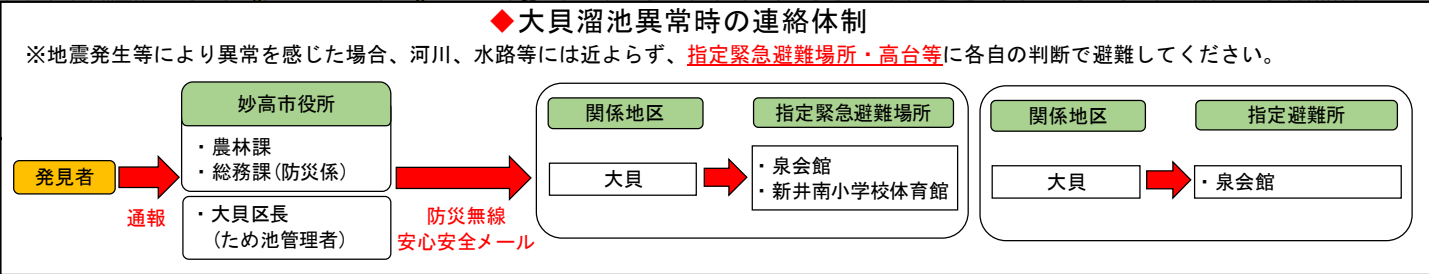 ◆大貝溜池異常時の連絡体制
※地震発生等により異常を感じた場合、河川、水路等には近よらず、指定緊急避難場所・高台等に各自の判断で避難してください。
発見者
通報
妙高市役所
・農林課
・総務課(防災係)
・大貝区長
(ため池管理者)
防災無線
安心安全メール
関係地区
大貝
指定緊急避難場所
・泉会館
・新井南小学校体育館
関係地区
大貝
指定避難所
・泉会館